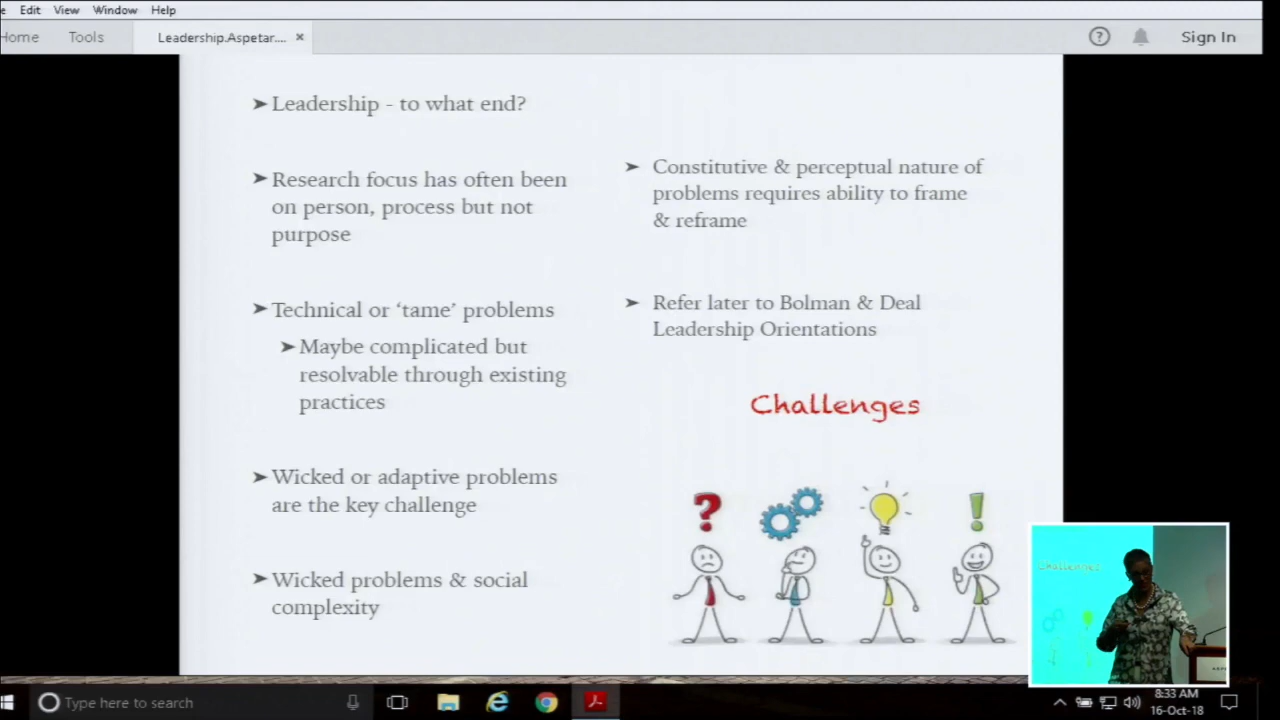 Edit View Window Help
Home Tools Leadership.Aspetar.... × ? Sign In
➤ Leadership - to what end?
➤ Research focus has often been
on person, process but not
purpose
➤ Technical or ‘tame’ problems
➤ Maybe complicated but
resolvable through existing
practices
➤ Wicked or adaptive problems
are the key challenge
➤ Wicked problems & social
complexity
➤ Constitutive & perceptual nature of
problems requires ability to frame
& reframe
➤ Refer later to Bolman & Deal
Leadership Orientations
Challenges
? !
Challenges
Type here to search
8:33 AM
16-Oct-18